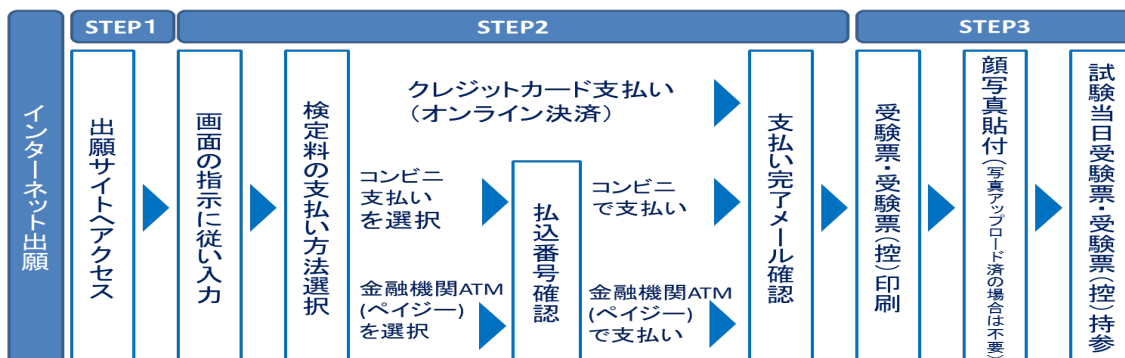 インターネット出願
STEP1
出願サイトへアクセス
STEP2
画面の指示に従い入力
検定料の支払い方法選択
クレジットカード支払い
(オンライン決済)
コンビニ
支払い
を選択
金融機関ATM
(ペイジー)
を選択
払込番号確認
コンビニ
で支払い
金融機関ATM
(ペイジー)
で支払い
支払い完了メール確認
STEP3
受験票・受験票(控)印刷
顔写真貼付(写真アップロード済の場合は不要)
試験当日受験票・受験票(控)持参